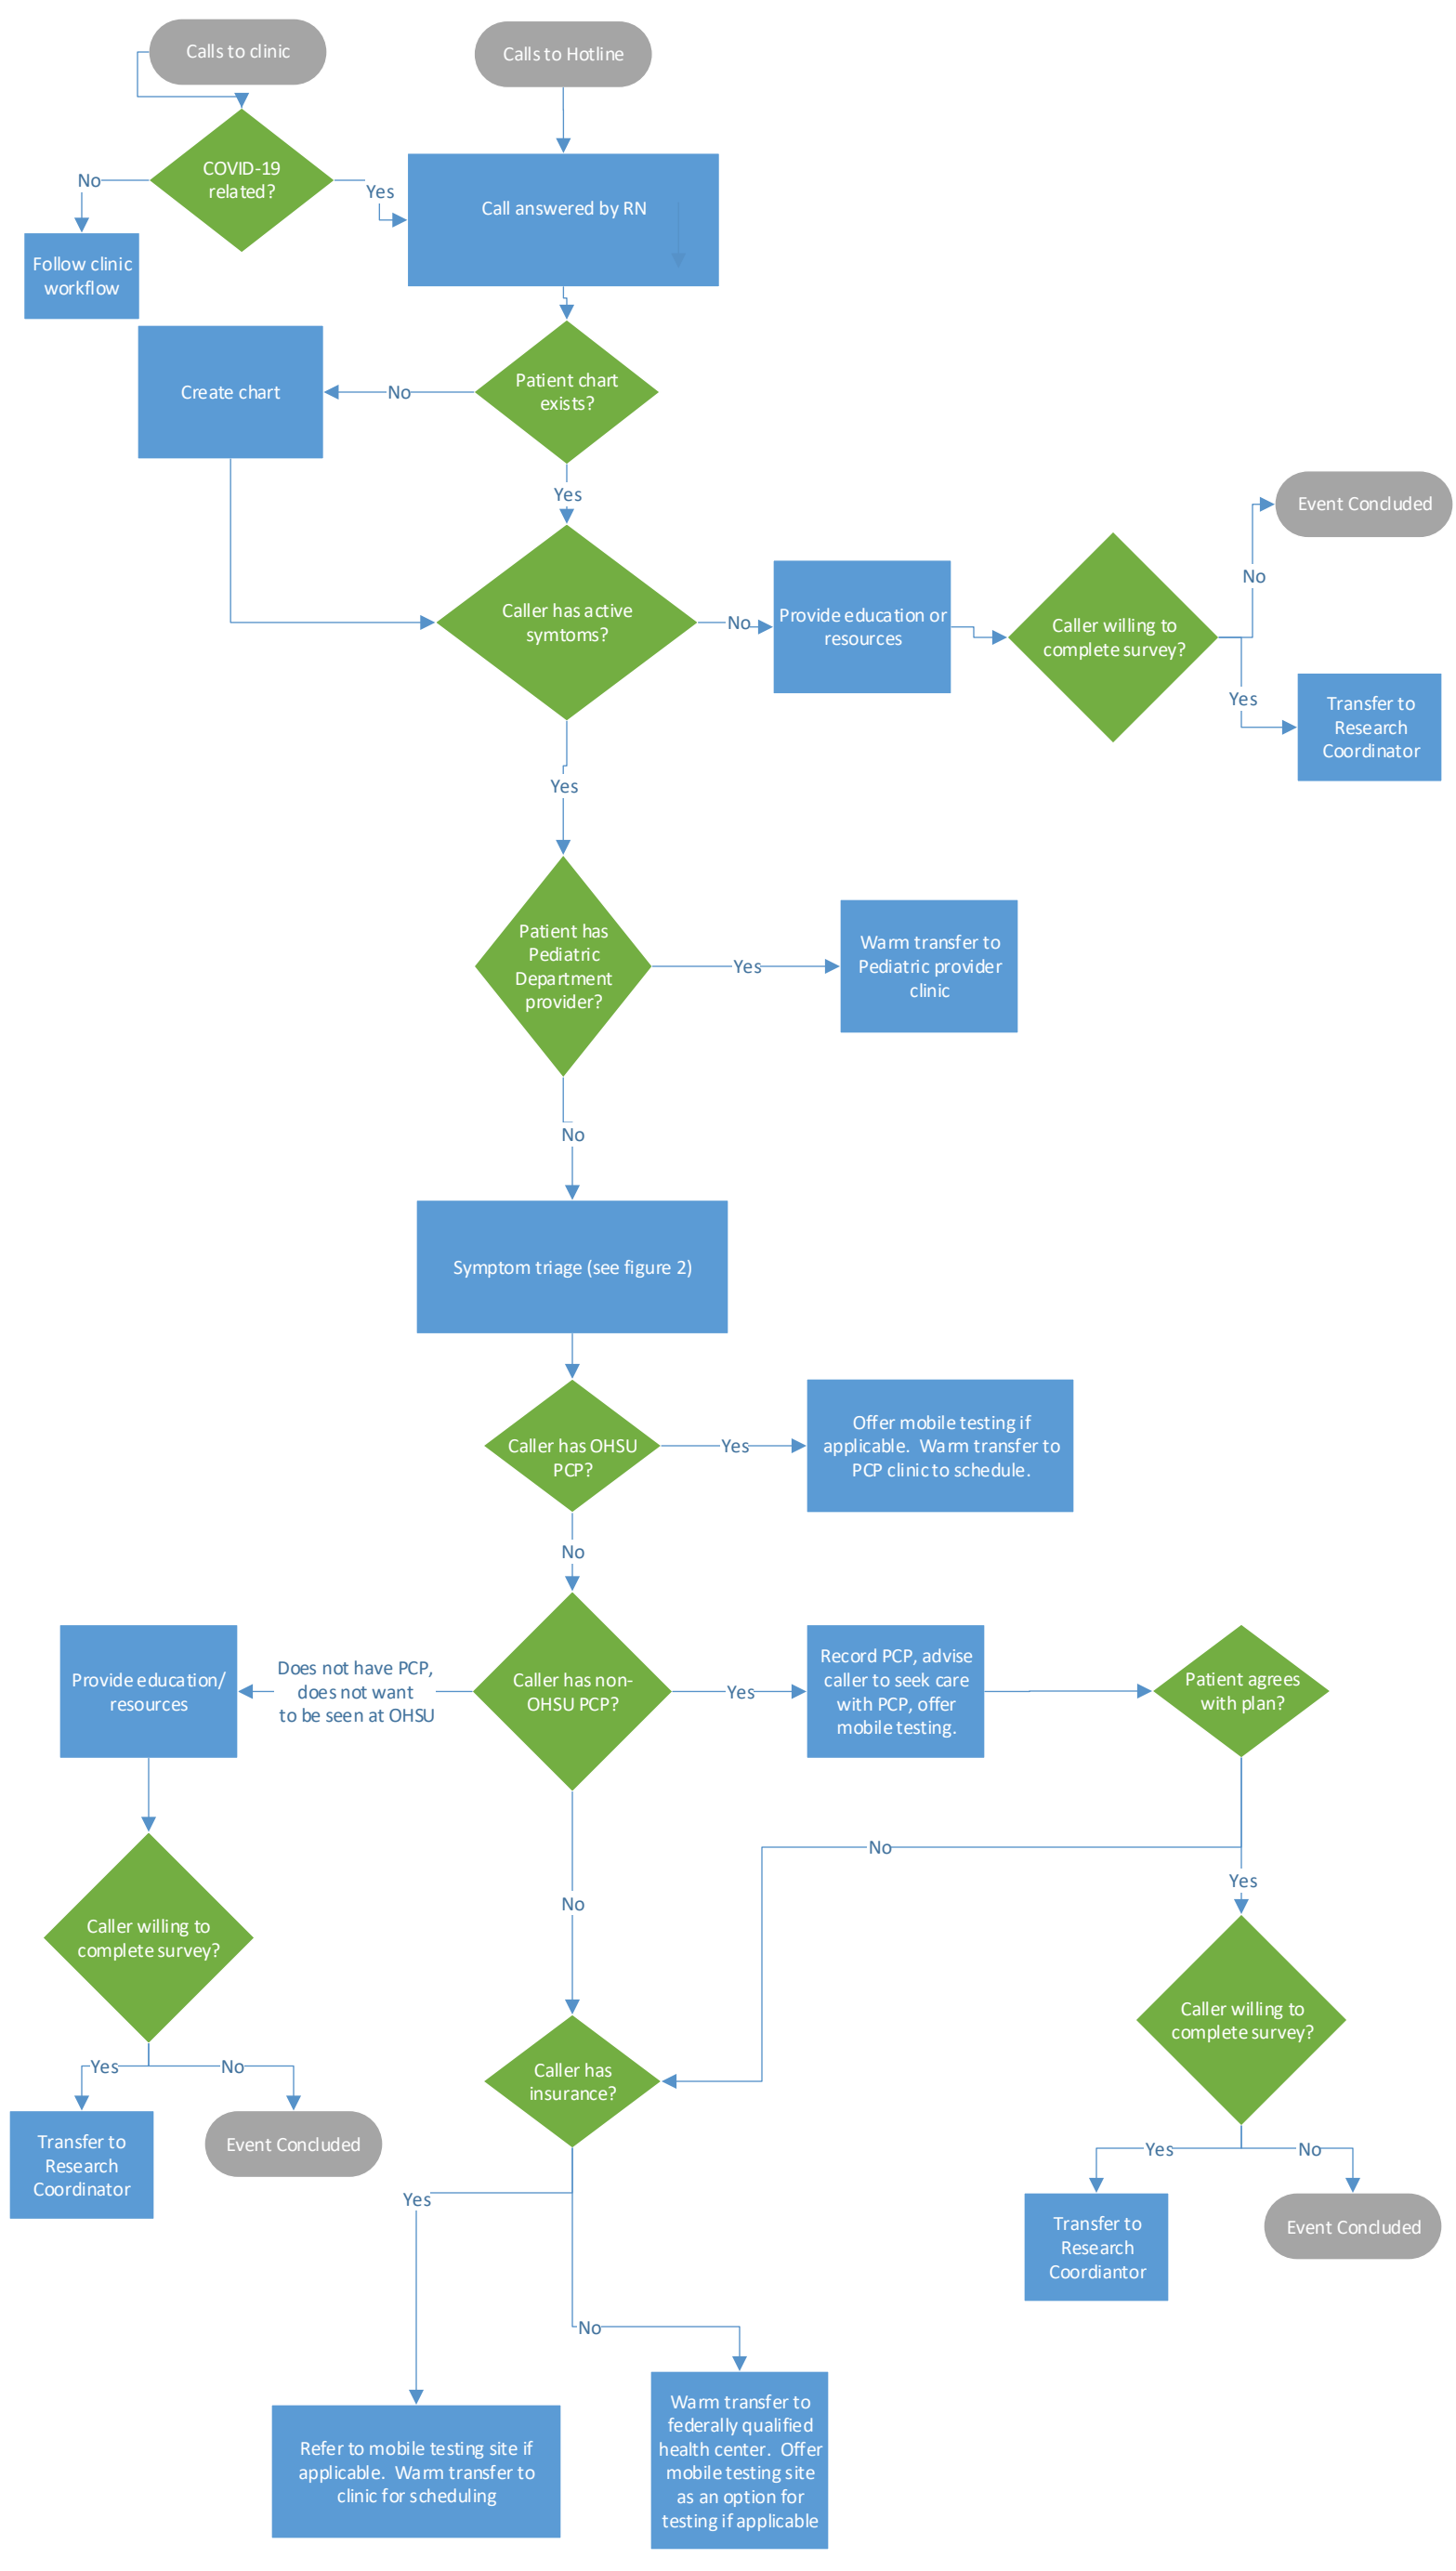 Calls to clinic
Calls to Hotline
COVID-19
related?
No
Yes
Call answered by RN
Follow clinic
workflow
Create chart
No
Patient chart
exists?
Yes
Event Concluded
Caller has active
symtoms?
No
Provide education or
resources
Caller willing to
complete survey?
No
Yes
Transfer to
Research
Coordinator
Yes
Patient has
Pediatric
Department
provider?
Yes
Warm transfer to
Pediatric provider
clinic
No
Symptom triage (see figure 2)
Caller has OHSU
PCP?
Yes
Offer mobile testing if
applicable.  Warm transfer to
PCP clinic to schedule.
No
Provide education/
resources
Does not have PCP,
does not want
to be seen at OHSU
Caller has non-
OHSU PCP?
Yes
Record PCP, advise
caller to seek care
with PCP, offer
mobile testing.
Patient agrees
with plan?
No
Yes
No
Caller willing to
complete survey?
Caller willing to
complete survey?
Caller has
insurance?
Yes
No
Transfer to
Research
Coordinator
Event Concluded
Yes
No
Yes
Transfer to
Research
Coordiantor
Event Concluded
No
Refer to mobile testing site if
applicable.  Warm transfer to
clinic for scheduling
Warm transfer to
federally qualified
health center.  Offer
mobile testing site
as an option for
testing if applicable